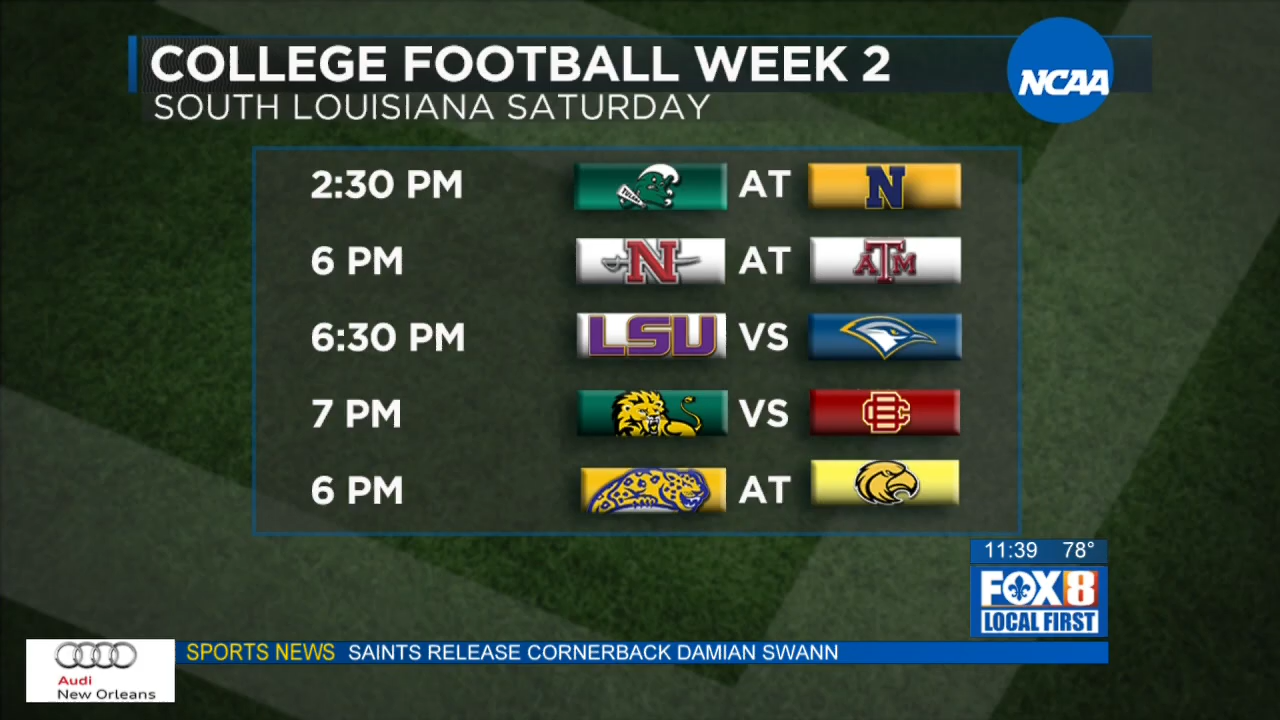 COLLEGE FOOTBALL WEEK 2
NCAA
SOUTH LOUISIANA SATURDAY
2:30 PM TULANE AT N
6 PM N AT ATM
6:30 PM LSU VS
7 PM VS BC
6 PM AT
11:39 78°
FOX 8
LOCAL FIRST
SPORTS NEWS SAINTS RELEASE CORNERBACK DAMIAN SWANN
Audi
New Orleans